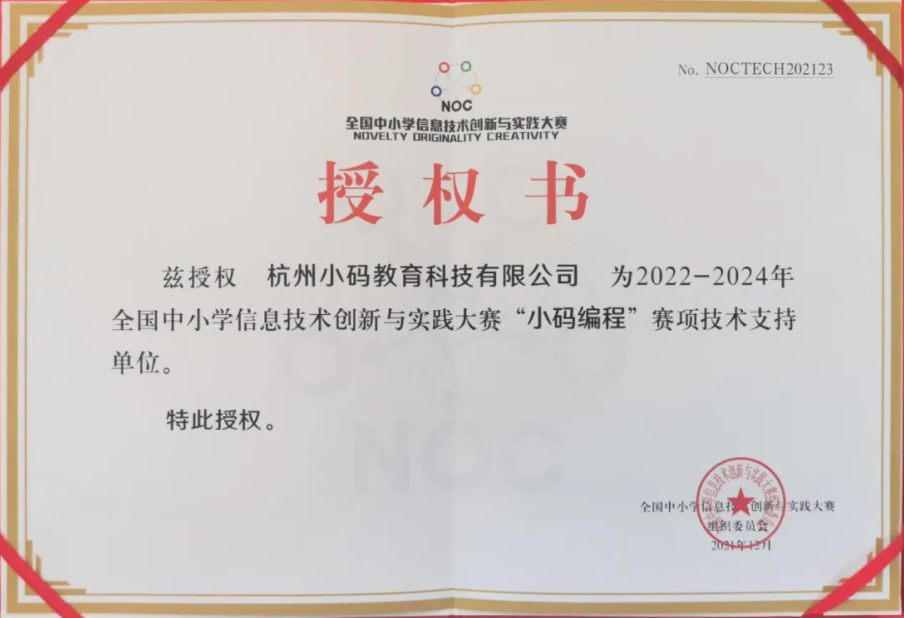 No. NOCTECH202123
NOC
全国中小学信息技术创新与实践大赛
NOVELTY ORIGINALITY CREATIVITY
授权书
兹授权 杭州小码教育科技有限公司 为2022-2024年
全国中小学信息技术创新与实践大赛“小码编程”赛项技术支持
单位。
特此授权。
NOC
全国中小学信息技术创新与实践大赛
组织委员会
2021年12月